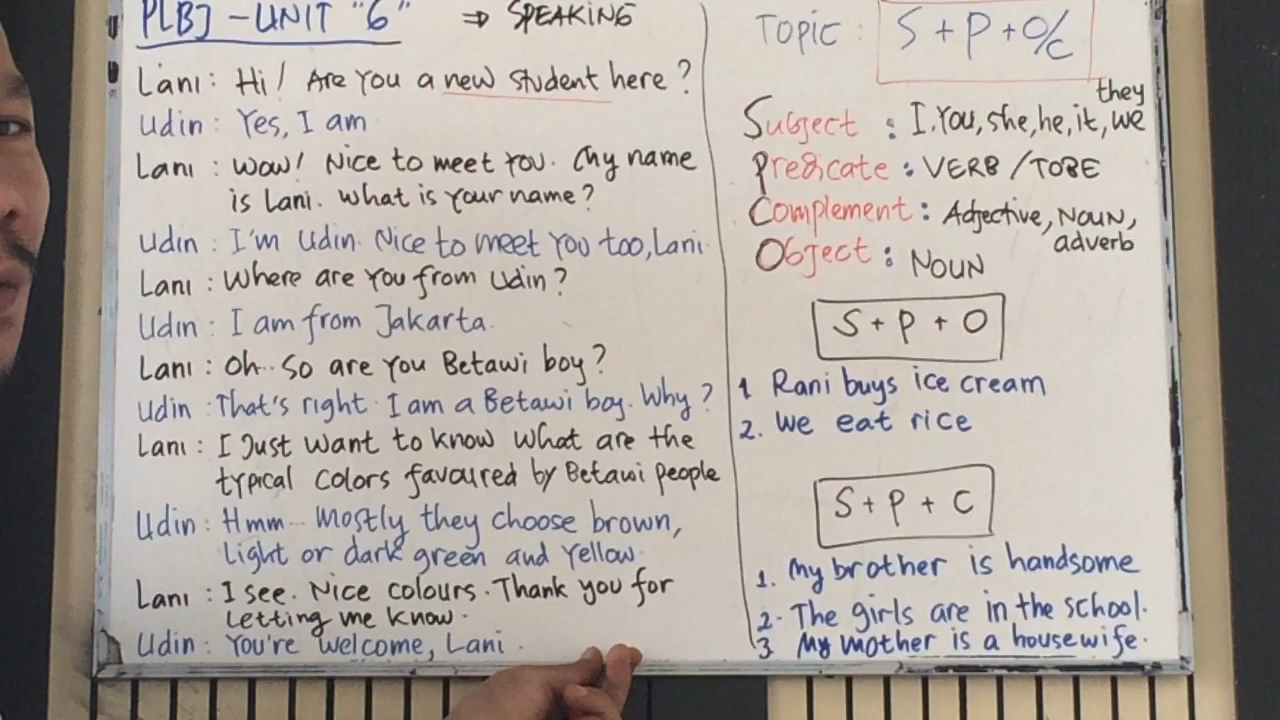 PLBJ - UNIT "6" ⇒ SPEAKING
Lani : Hi! Are You a new student here?
Udin : Yes, I am
Lani : Wow! Nice to meet You. My name
is Lani. What is Your name?
Udin : I'm Udin. Nice to meet You too, Lani.
Lani : Where are You from Udin?
Udin : I am from Jakarta.
Lani : Oh.. So are You Betawi boy?
Udin : That's right. I am a Betawi boy. Why?
Lani : I Just want to know what are the
typical colors favoured by Betawi people
Udin : Hmm... Mostly they choose brown,
light or dark green and Yellow.
Lani : I see. Nice colours. Thank you for
Letting me know.
Udin : You're welcome, Lani.
TOPIC : S + P + O/C
they
Subject : I.You, she, he, it, we
Predicate : VERB / TOBE
Complement : Adjective, NOUN,
adverb
Object : NOUN
S + P + O
1 Rani buys ice cream
2. We eat rice
S + P + C
1. My brother is handsome
2. The girls are in the school.
3 My mother is a housewife.